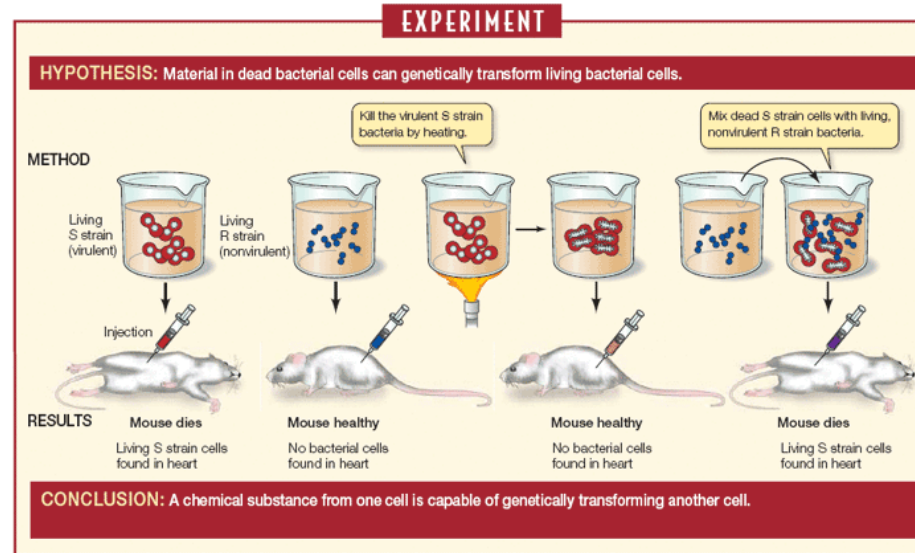 EXPERIMENT
HYPOTHESIS: Material in dead bacterial cells can genetically transform living bacterial cells.
Kill the virulent S strain
bacteria by heating.
Mix dead S strain cells with living,
nonvirulent R strain bacteria.
METHOD
Living
S strain
(virulent)
Living
R strain
(nonvirulent)
Injection
RESULTS
Mouse dies
Living S strain cells
found in heart
Mouse healthy
No bacterial cells
found in heart
Mouse healthy
No bacterial cells
found in heart
Mouse dies
Living S strain cells
found in heart
CONCLUSION: A chemical substance from one cell is capable of genetically transforming another cell.